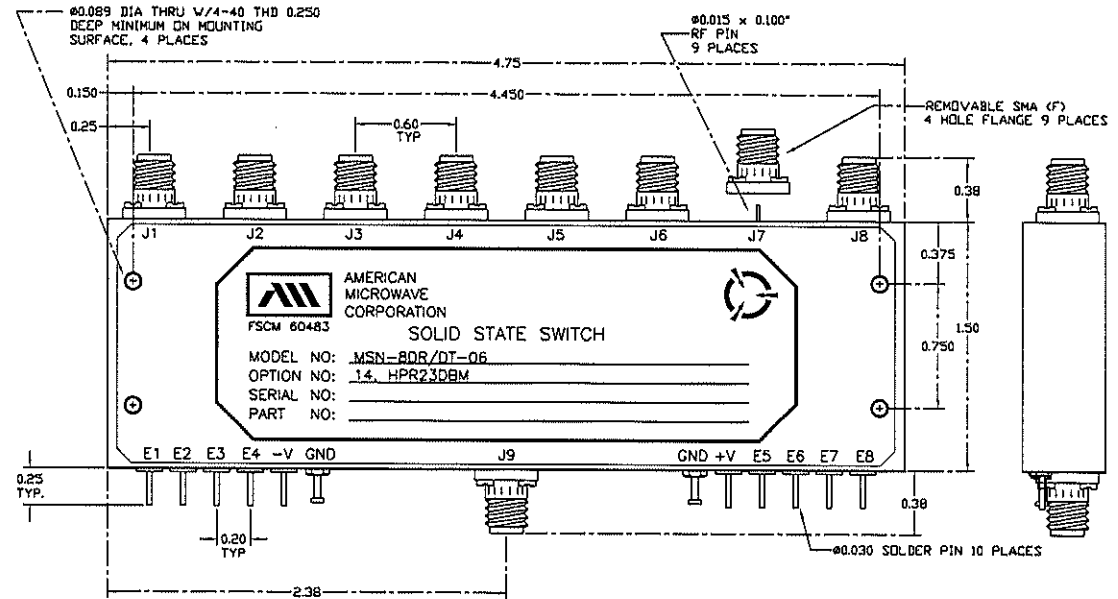 ø0.089 DIA THRU W/4-40 THD 0.250
DEEP MINIMUM ON MOUNTING
SURFACE, 4 PLACES
ø0.015 x 0.100"
RF PIN
9 PLACES
4.75
0.150
4.450
REMOVABLE SMA (F)
4 HOLE FLANGE 9 PLACES
0.25
0.60
TYP
0.38
J1 J2 J3 J4 J5 J6 J7 J8
0.375
AMERICAN
MICROWAVE
CORPORATION
FSCM 60483
SOLID STATE SWITCH
1.50
0.750
MODEL NO: MSN-8DR/DT-06
OPTION NO: 14, HPR23DBM
SERIAL NO:
PART NO:
E1 E2 E3 E4 -V GND J9 GND +V E5 E6 E7 E8
0.25
TYP.
0.38
0.20
TYP
ø0.030 SOLDER PIN 10 PLACES
2.38